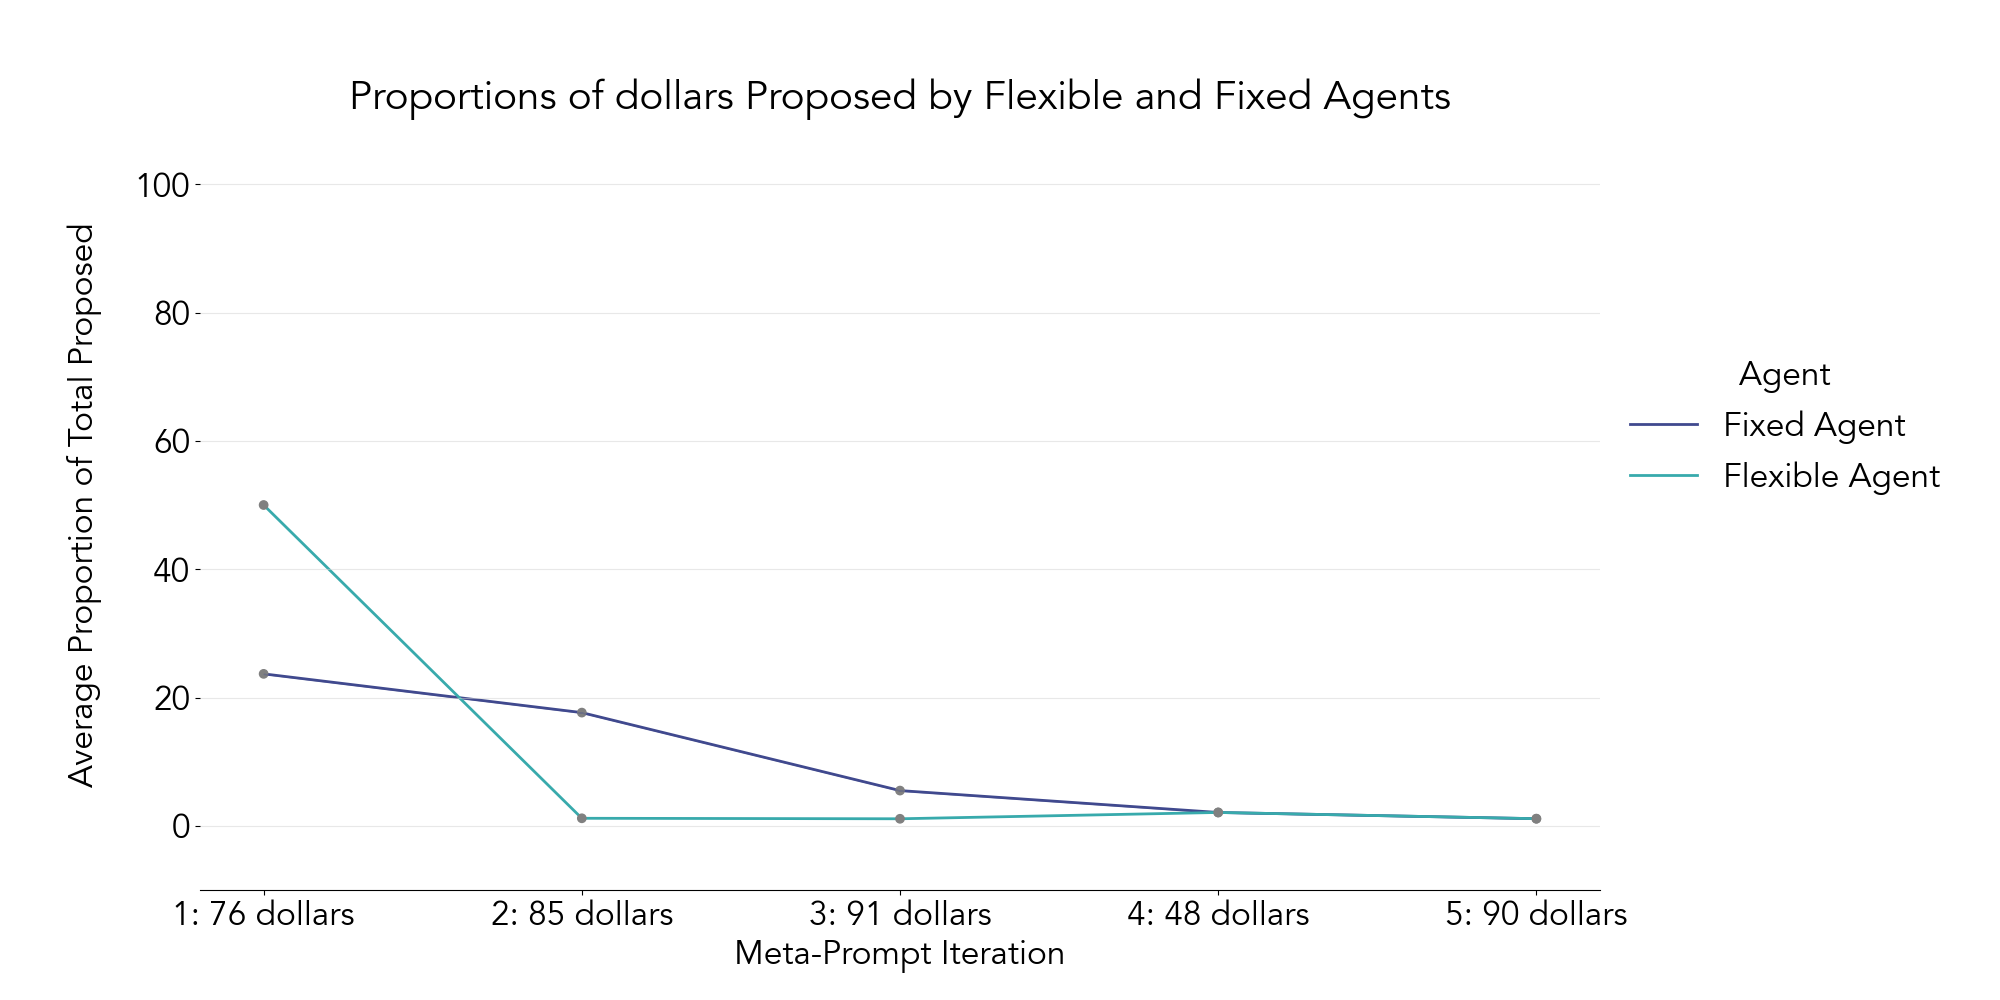 Proportions of dollars Proposed by Flexible and Fixed Agents
Average Proportion of Total Proposed
100
80
60
40
20
0
1: 76 dollars
2: 85 dollars
3: 91 dollars
4: 48 dollars
5: 90 dollars
Meta-Prompt Iteration
Agent
Fixed Agent
Flexible Agent